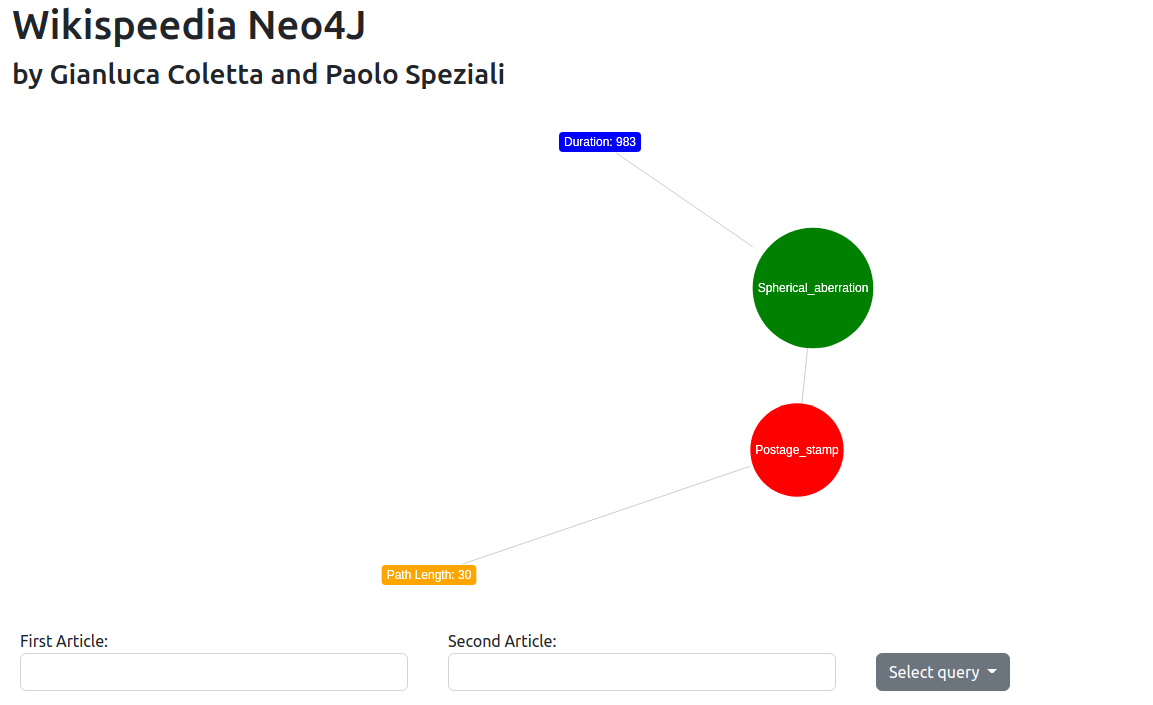 Wikispeedia Neo4J
by Gianluca Coletta and Paolo Speziali
Duration: 983
Spherical_aberration
Postage_stamp
Path Length: 30
First Article:
Second Article:
Select query